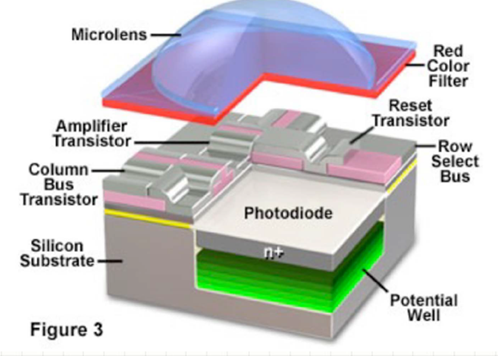 Microlens
Red
Color
Filter
Reset
Transistor
Amplifier
Transistor
Row
Select
Bus
Column
Bus
Transistor
Photodiode
n+
Silicon
Substrate
Potential
Well
Figure 3